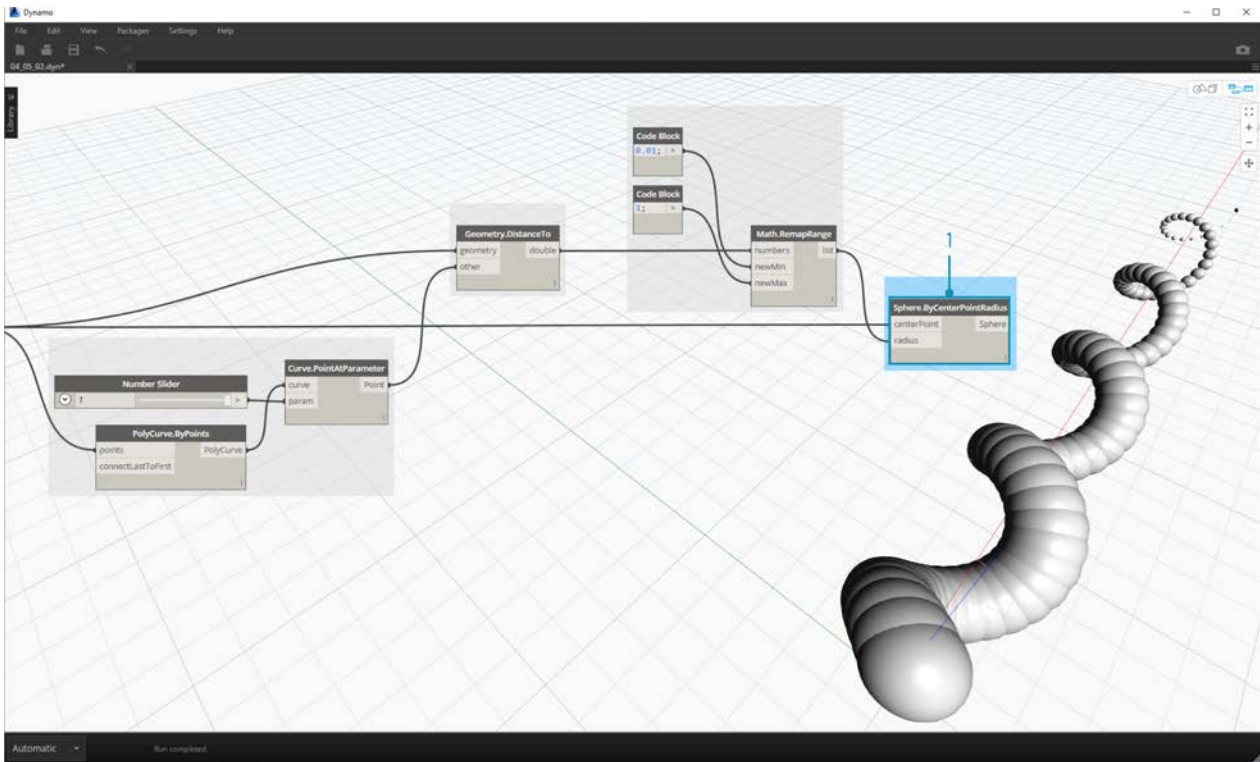 Dynamo
File Edit View Packages Settings Help
04_05_02.dyn*
Library
Code Block
0.01; >
Code Block
1; >
1
Geometry.DistanceTo
geometry double
other
Math.RemapRange
numbers list
newMin
newMax
Sphere.ByCenterPointRadius
centerPoint Sphere
radius
Curve.PointAtParameter
curve Point
param
Number Slider
1 >
PolyCurve.ByPoints
points PolyCurve
connectLastToFirst
Automatic Run completed.